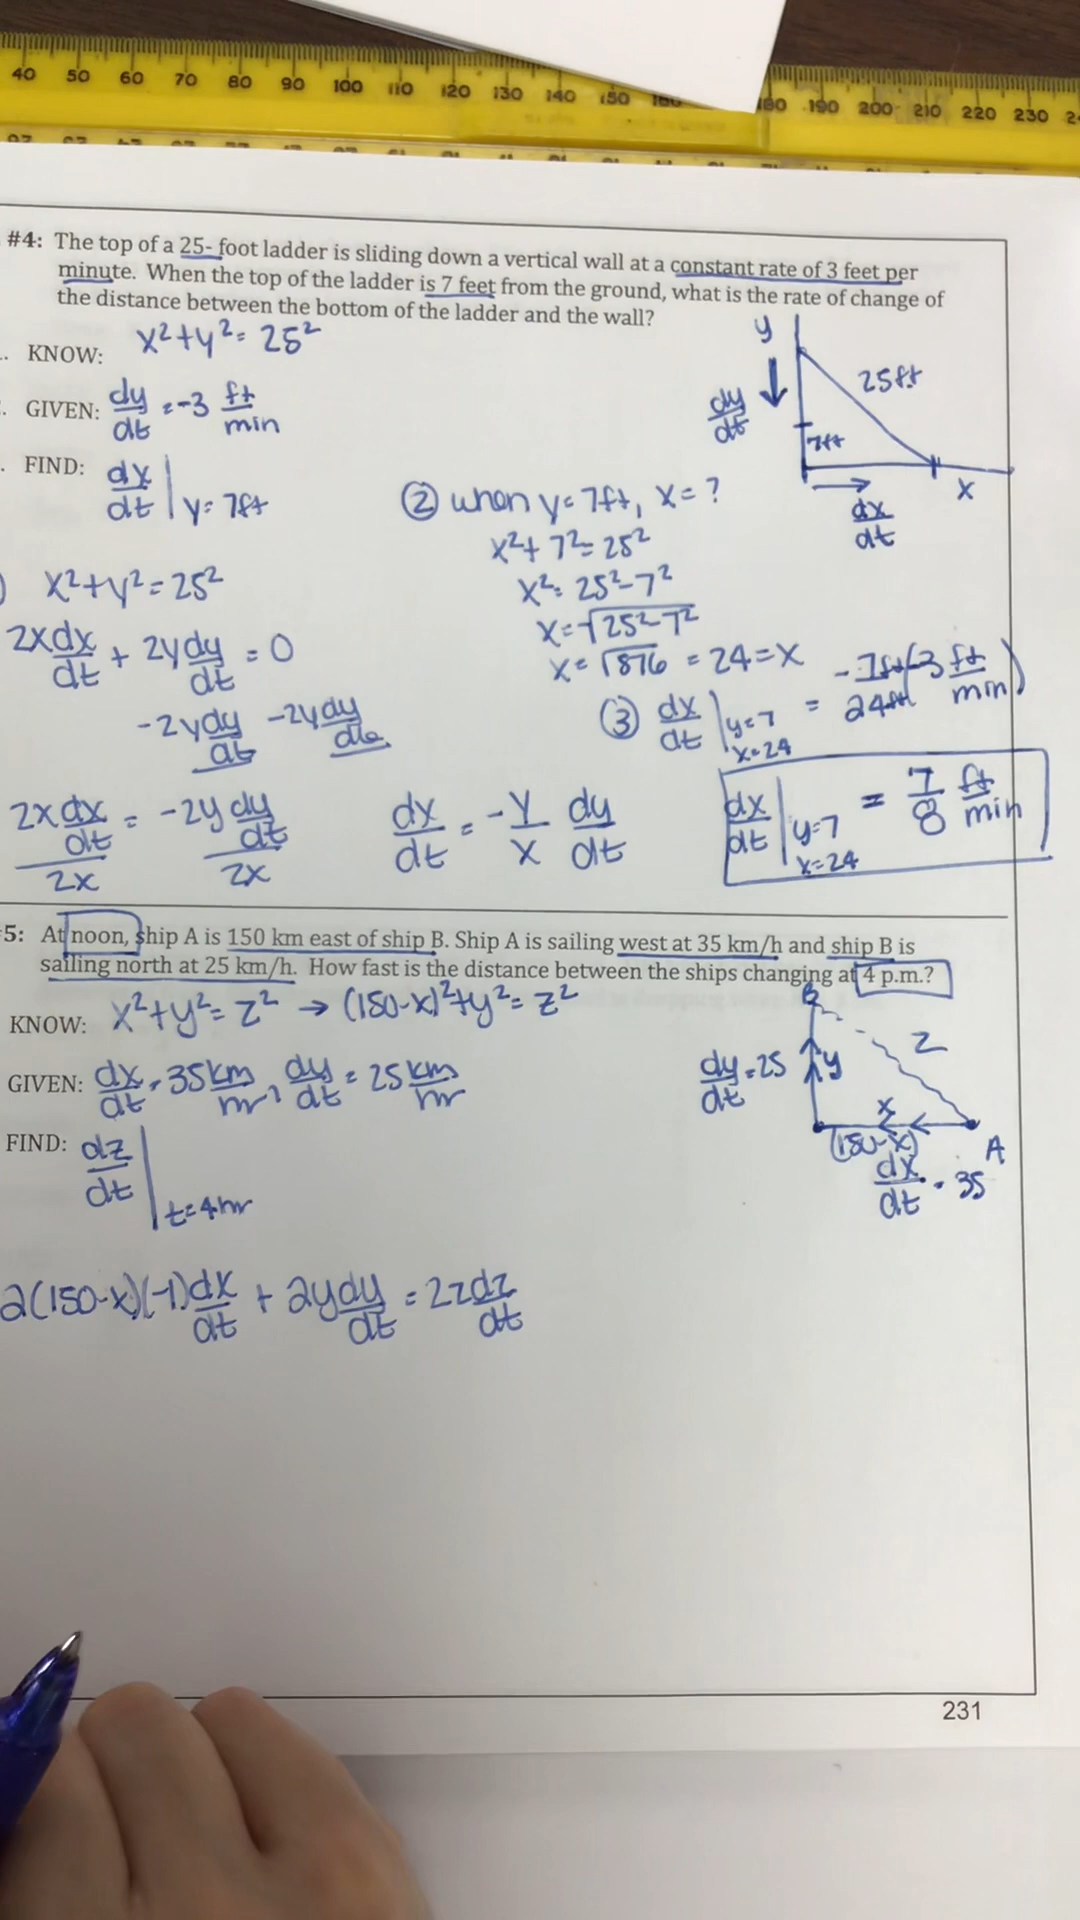 40 50 60 70 80 90 100 110 120 130 140 150 160 180 190 200 210 220 230
#4: The top of a 25- foot ladder is sliding down a vertical wall at a constant rate of 3 feet per
minute. When the top of the ladder is 7 feet from the ground, what is the rate of change of
the distance between the bottom of the ladder and the wall?
KNOW: x²+y²= 25²
GIVEN: dy/dt = -3 ft/min
FIND: dx/dt | y= 7ft
y
25ft
dy/dt
7ft
x
dx/dt
② when y= 7ft, x= ?
x²+ 7²= 25²
x²= 25²-7²
x=√25²-7²
x= √876 = 24=x
x²+y²=25²
2x dx/dt + 2y dy/dt = 0
-2y dy/dt -2y dy/dt
2x dx/dt / 2x = -2y dy/dt / 2x
dx/dt = -y/x dy/dt
③ dx/dt | y=7 x=24 = -7ft/24ft (-3 ft/min)
dx/dt | y=7 x=24 = 7/8 ft/min
5: At noon, ship A is 150 km east of ship B. Ship A is sailing west at 35 km/h and ship B is
sailing north at 25 km/h. How fast is the distance between the ships changing at 4 p.m.?
KNOW: x²+y²= z² → (150-x)²+y²= z²
GIVEN: dx/dt = 35 km/hr, dy/dt = 25 km/hr
FIND: dz/dt | t=4hr
B
z
dy/dt = 25
y
x
(150-x)
A
dx/dt = 35
2(150-x)(-1) dx/dt + 2y dy/dt = 2z dz/dt
231